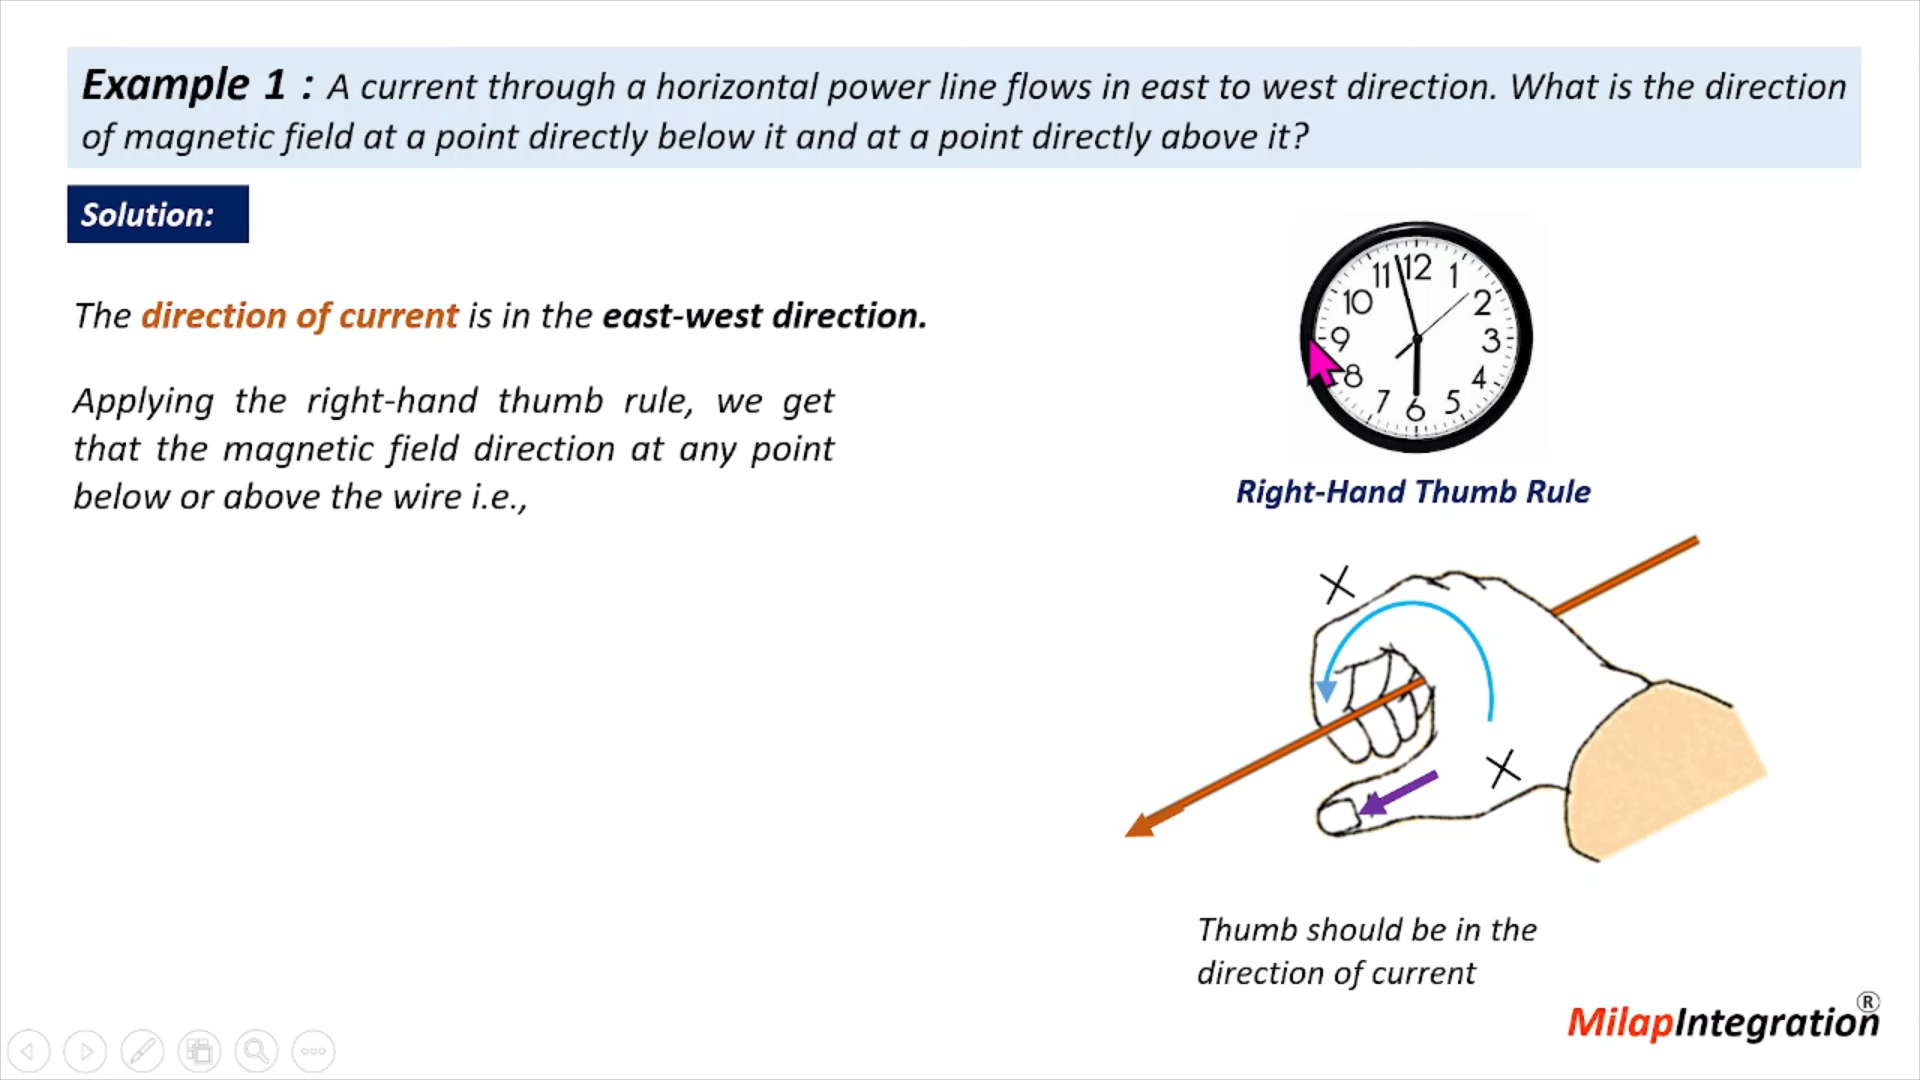 Example 1 : A current through a horizontal power line flows in east to west direction. What is the direction
of magnetic field at a point directly below it and at a point directly above it?
Solution:
The direction of current is in the east-west direction.
Applying the right-hand thumb rule, we get
that the magnetic field direction at any point
below or above the wire i.e.,
12
11
1
10
2
9
3
8
4
7
5
6
Right-Hand Thumb Rule
Thumb should be in the
direction of current
MilapIntegration®